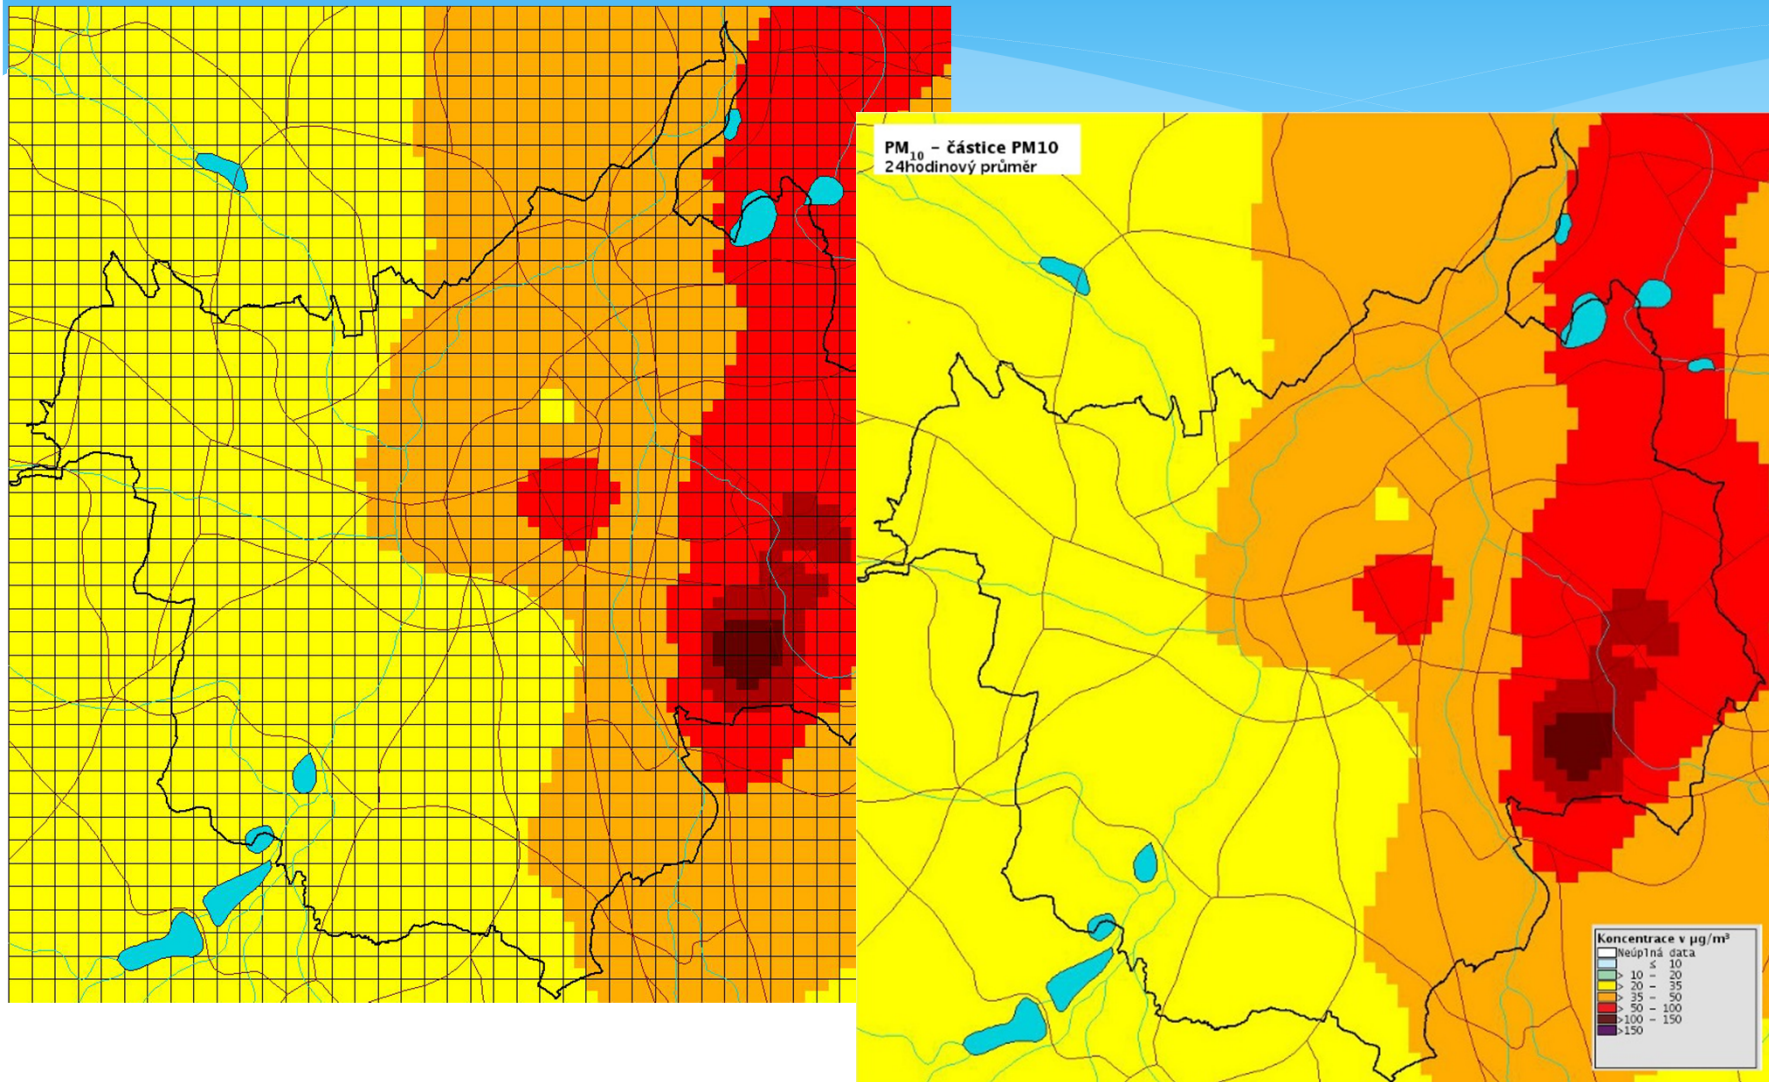 PM10 – částice PM10
24hodinový průměr
Koncentrace v µg/m³
Neúplná data
≤ 10
> 10 – 20
> 20 – 35
> 35 – 50
> 50 – 100
>100 – 150
>150